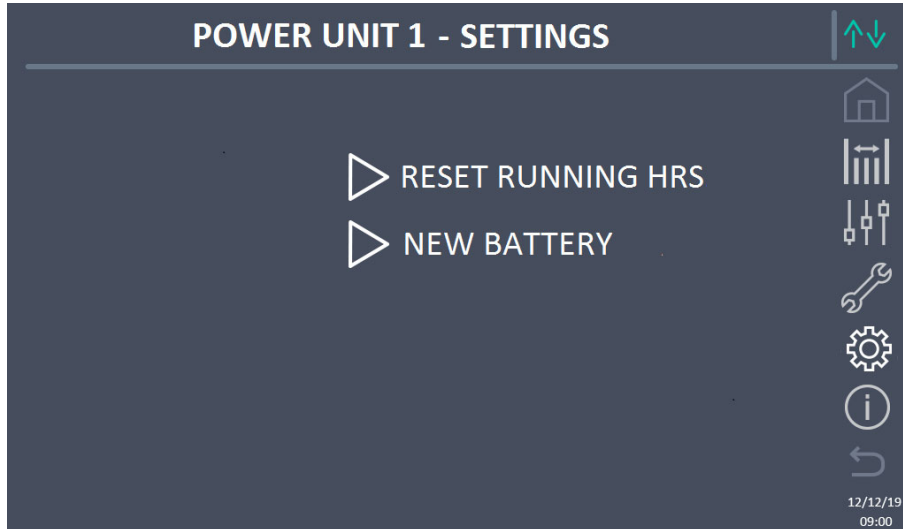 POWER UNIT 1 - SETTINGS
RESET RUNNING HRS
NEW BATTERY
12/12/19
09:00